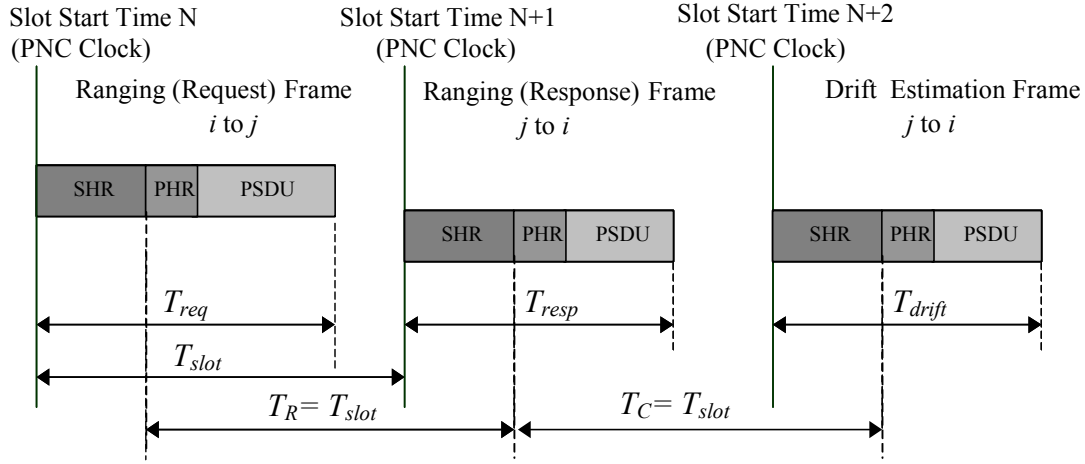 Slot Start Time N
(PNC Clock)
Slot Start Time N+1
(PNC Clock)
Slot Start Time N+2
(PNC Clock)
Ranging (Request) Frame
i to j
Ranging (Response) Frame
j to i
Drift Estimation Frame
j to i
SHR PHR PSDU
SHR PHR PSDU
SHR PHR PSDU
Treq
Tresp
Tdrift
Tslot
TR= Tslot
TC= Tslot